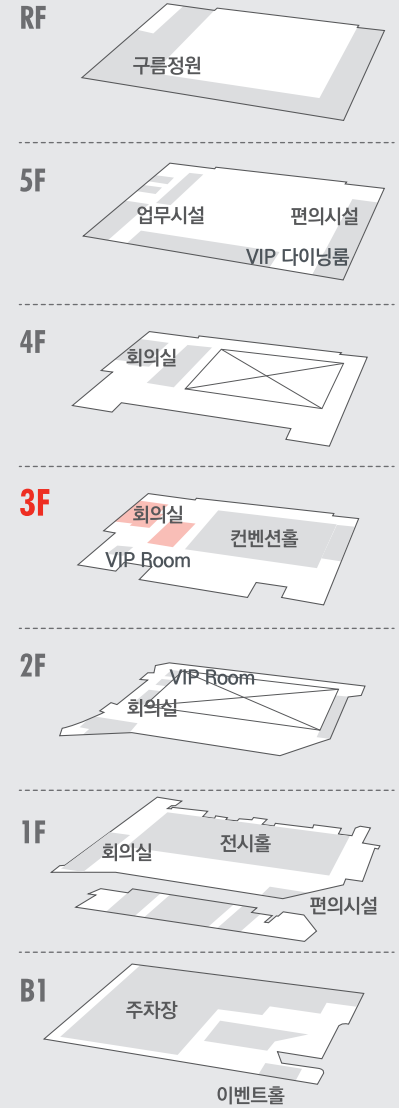 RF
구름정원
5F
업무시설
편의시설
VIP 다이닝룸
4F
회의실
3F
회의실
컨벤션홀
VIP Room
2F
VIP Room
회의실
1F
전시홀
회의실
편의시설
B1
주차장
이벤트홀